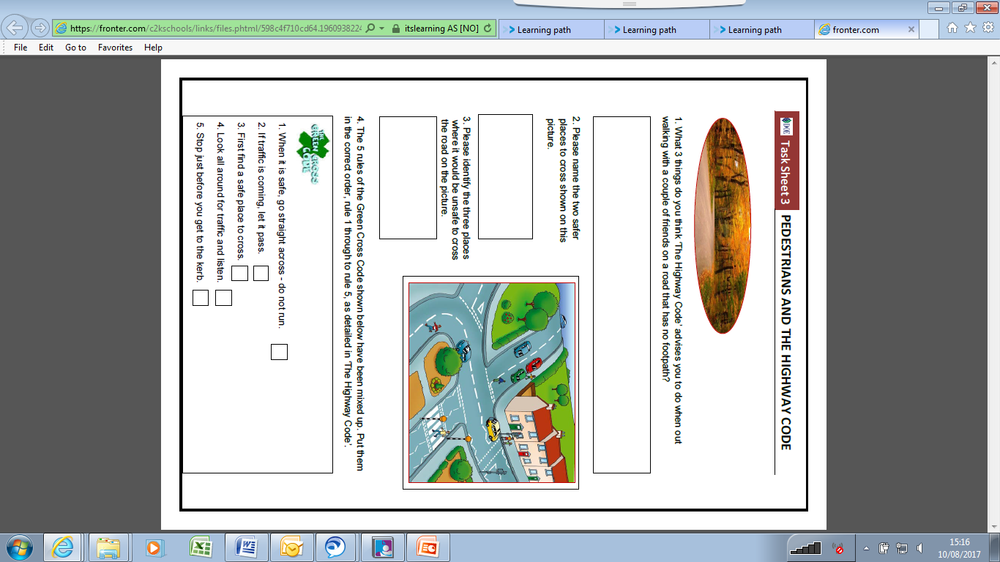 https://fronter.com/c2kschools/links/files.phtml/598c4f710cd64.1960938224
itslearning AS [NO]
Learning path
Learning path
Learning path
fronter.com
File Edit Go to Favorites Help
Task Sheet 3 PEDESTRIANS AND THE HIGHWAY CODE
1. What 3 things do you think 'The Highway Code' advises you to do when out
walking with a couple of friends on a road that has no footpath?
2. Please name the two safer
places to cross shown on this
picture.
3. Please identify the three places
where it would be unsafe to cross
the road on the picture.
4. The 5 rules of the Green Cross Code shown below have been mixed up. Put them
in the correct order, rule 1 through to rule 5, as detailed in 'The Highway Code'.
THE
GREEN CROSS
CODE
1. When it is safe, go straight across - do not run.
2. If traffic is coming, let it pass.
3. First find a safe place to cross.
4. Look all around for traffic and listen.
5. Stop just before you get to the kerb.
15:16
10/08/2017